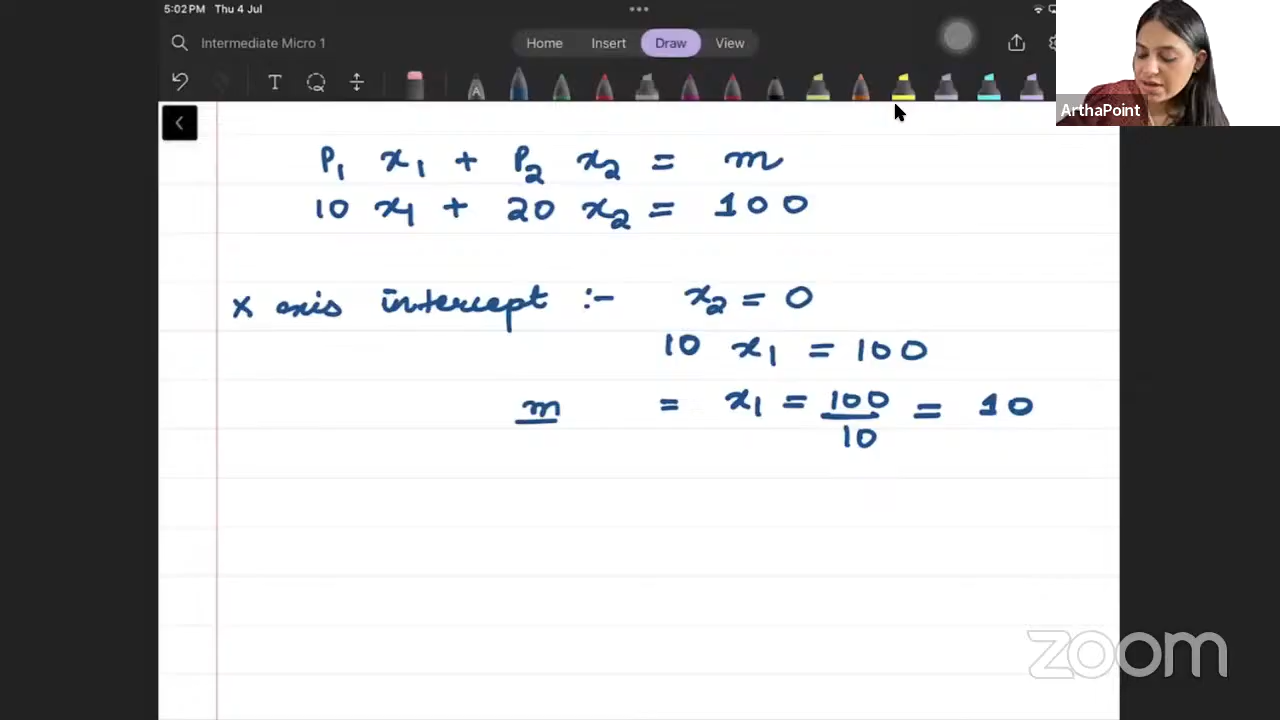 5:02 PM Thu 4 Jul
Intermediate Micro 1
Home Insert Draw View
T
A
ArthaPoint
P₁ x₁ + P₂ x₂ = m
10 x₁ + 20 x₂ = 100
X axis intercept :- x₂ = 0
10 x₁ = 100
m = x₁ = 100/10 = 10
zoom